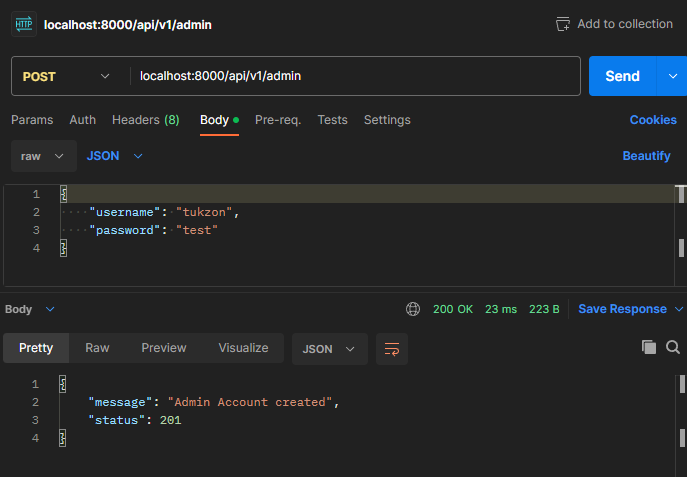 HTTP localhost:8000/api/v1/admin Add to collection
POST localhost:8000/api/v1/admin Send
Params Auth Headers (8) Body Pre-req. Tests Settings Cookies
raw JSON Beautify
1 {
2 "username": "tukzon",
3 "password": "test"
4 }
Body 200 OK 23 ms 223 B Save Response
Pretty Raw Preview Visualize JSON
1 {
2 "message": "Admin Account created",
3 "status": 201
4 }